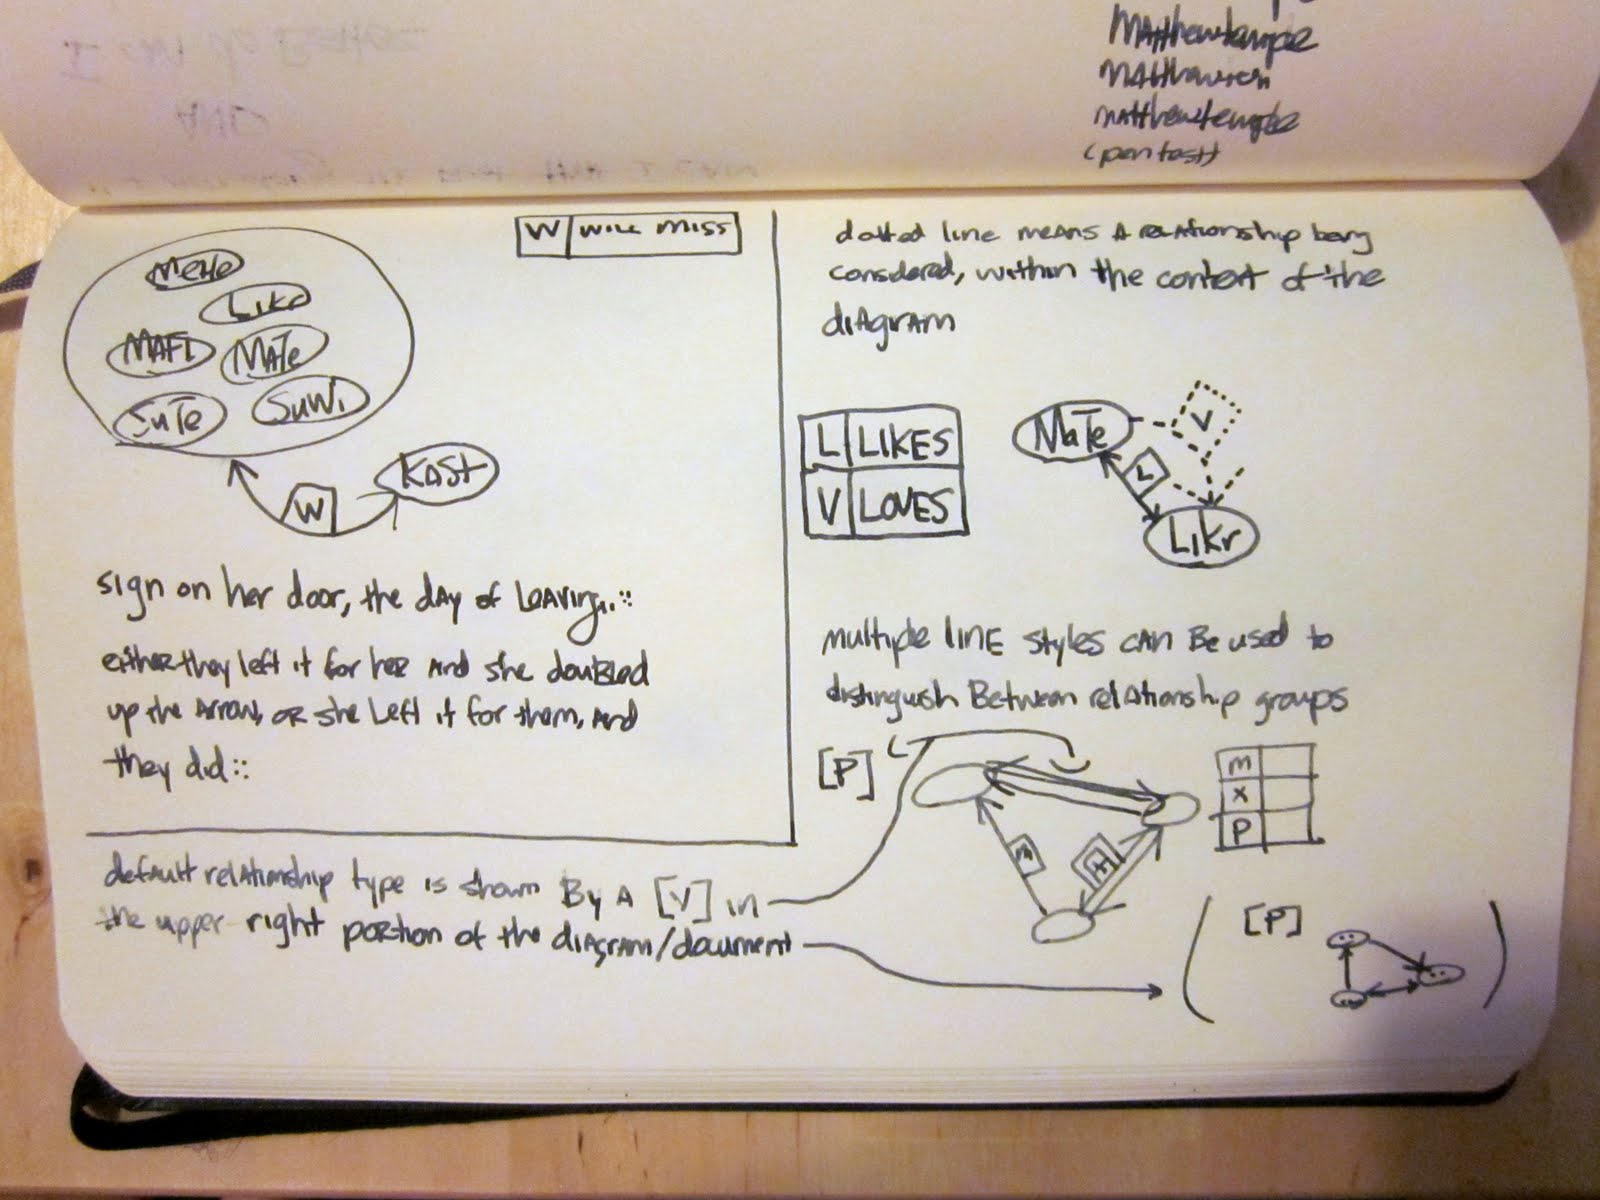 matthewtemple
matthewtemple
(pen test)
W WILL MISS
MeHe
Likr
MAFI MaTe
SuTe SuWi
KaSt
W
sign on her door, the day of leaving..::
either they left it for her and she doubled
up the arrow, or she left it for them, and
they did::
dotted line means a relationship being
considered, within the context of the
diagram
L LIKES
V LOVES
MaTe
V
L
Likr
multiple line styles can be used to
distinguish between relationship groups
[P]
m
x
P
m
default relationship type is shown by a [V] in
the upper right portion of the diagram/document
[P]